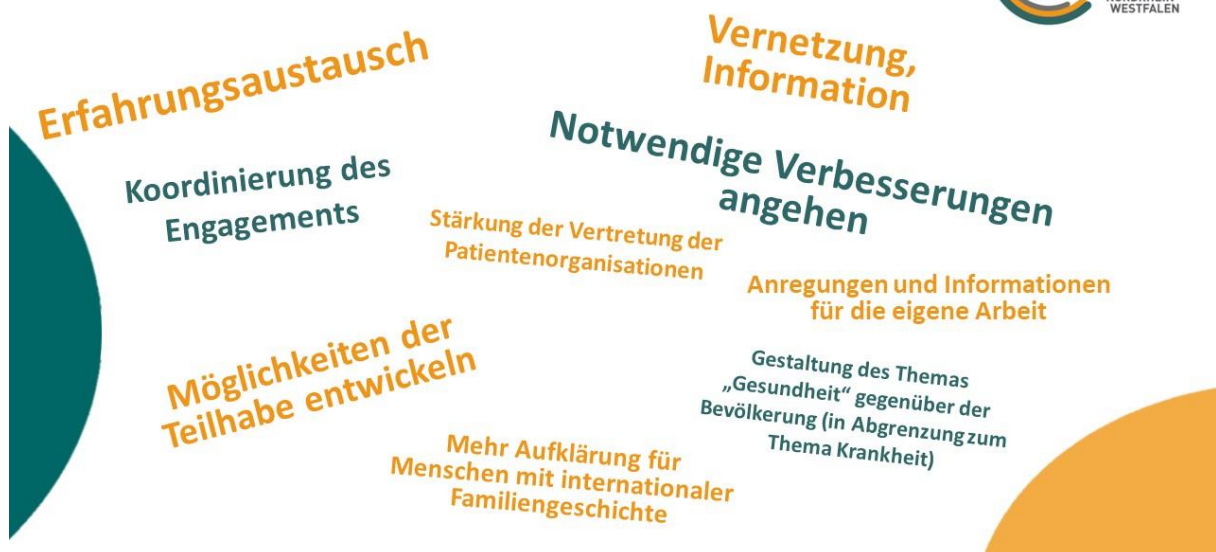 WESTFALEN
Erfahrungsaustausch
Vernetzung,
Information
Koordinierung des
Engagements
Notwendige Verbesserungen
angehen
Stärkung der Vertretung der
Patientenorganisationen
Anregungen und Informationen
für die eigene Arbeit
Möglichkeiten der
Teilhabe entwickeln
Gestaltung des Themas
„Gesundheit“ gegenüber der
Bevölkerung (in Abgrenzung zum
Thema Krankheit)
Mehr Aufklärung für
Menschen mit internationaler
Familiengeschichte